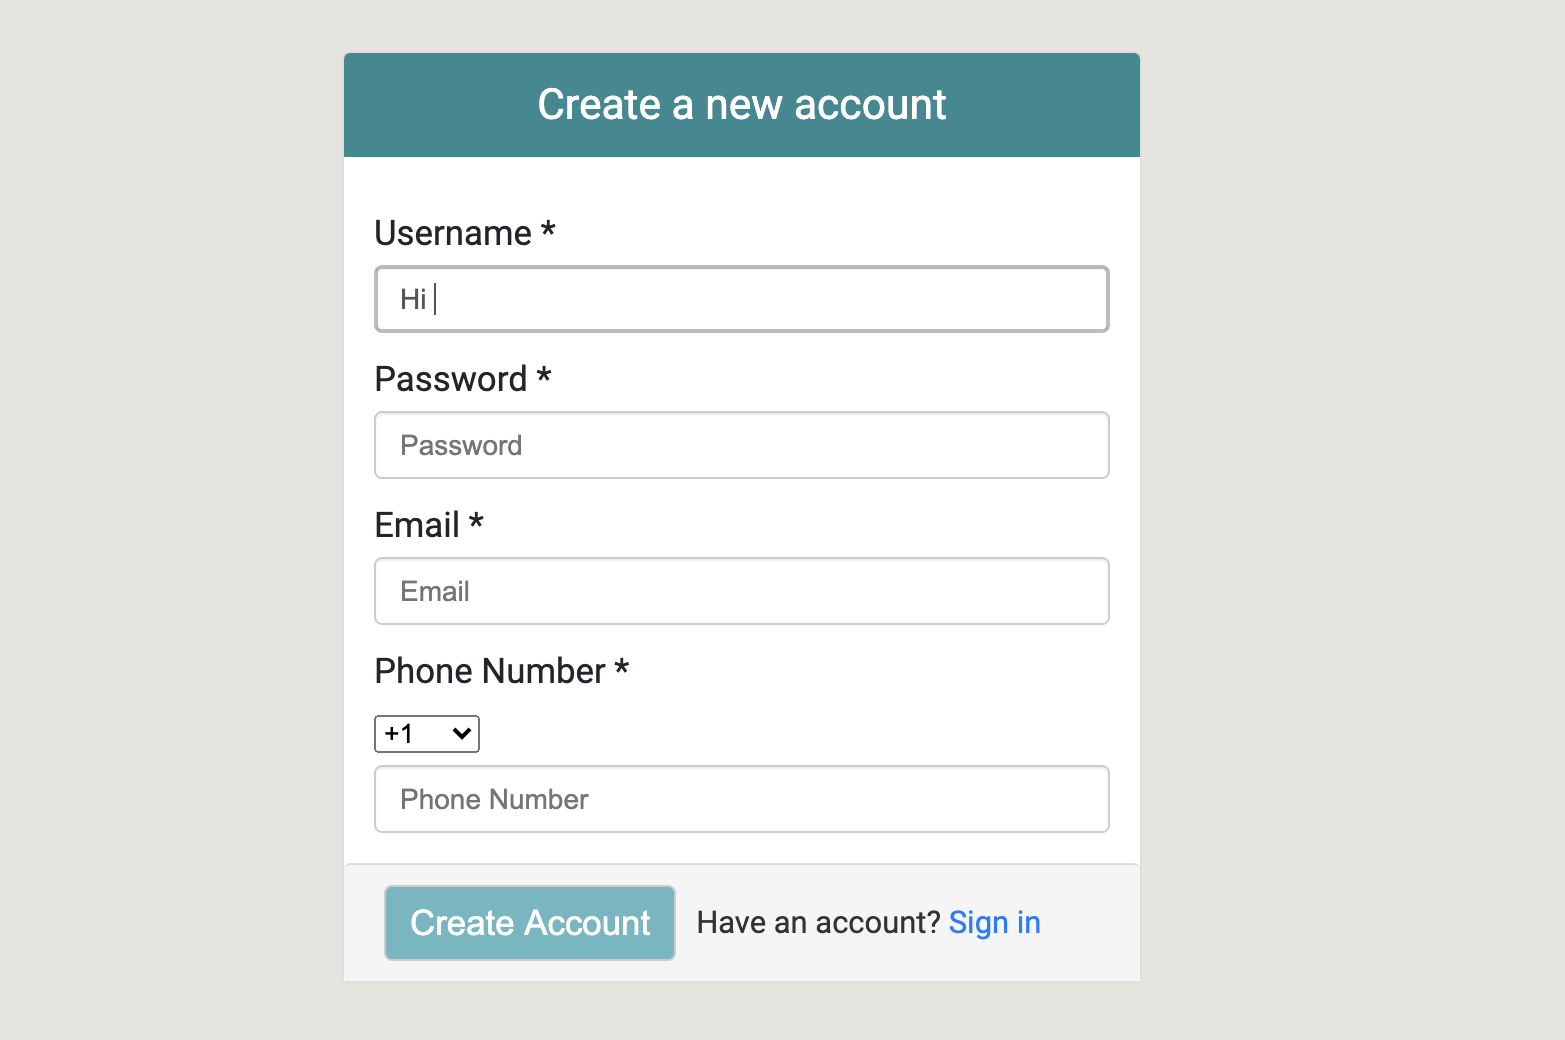 Create a new account
Username *
Hi
Password *
Password
Email *
Email
Phone Number *
+1
Phone Number
Create Account Have an account? Sign in